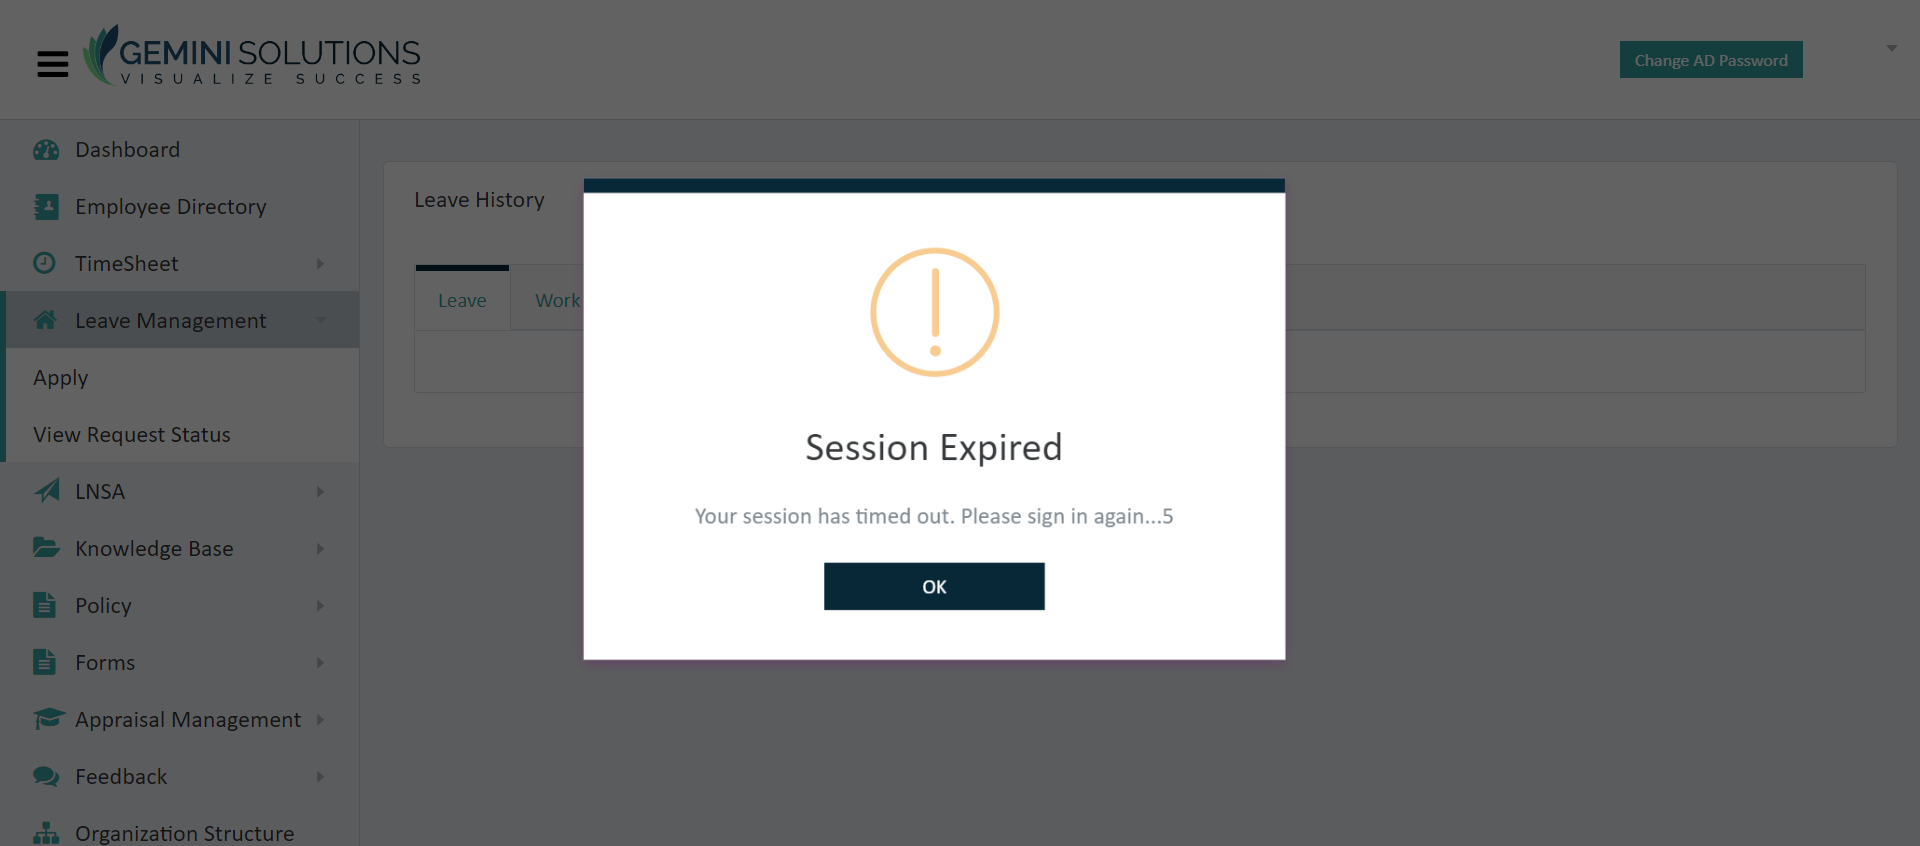 GEMINI SOLUTIONS
VISUALIZE SUCCESS
Change AD Password
Dashboard
Employee Directory
TimeSheet
Leave Management
Apply
View Request Status
LNSA
Knowledge Base
Policy
Forms
Appraisal Management
Feedback
Organization Structure
Leave History
Leave
Work
Session Expired
Your session has timed out. Please sign in again...5
OK